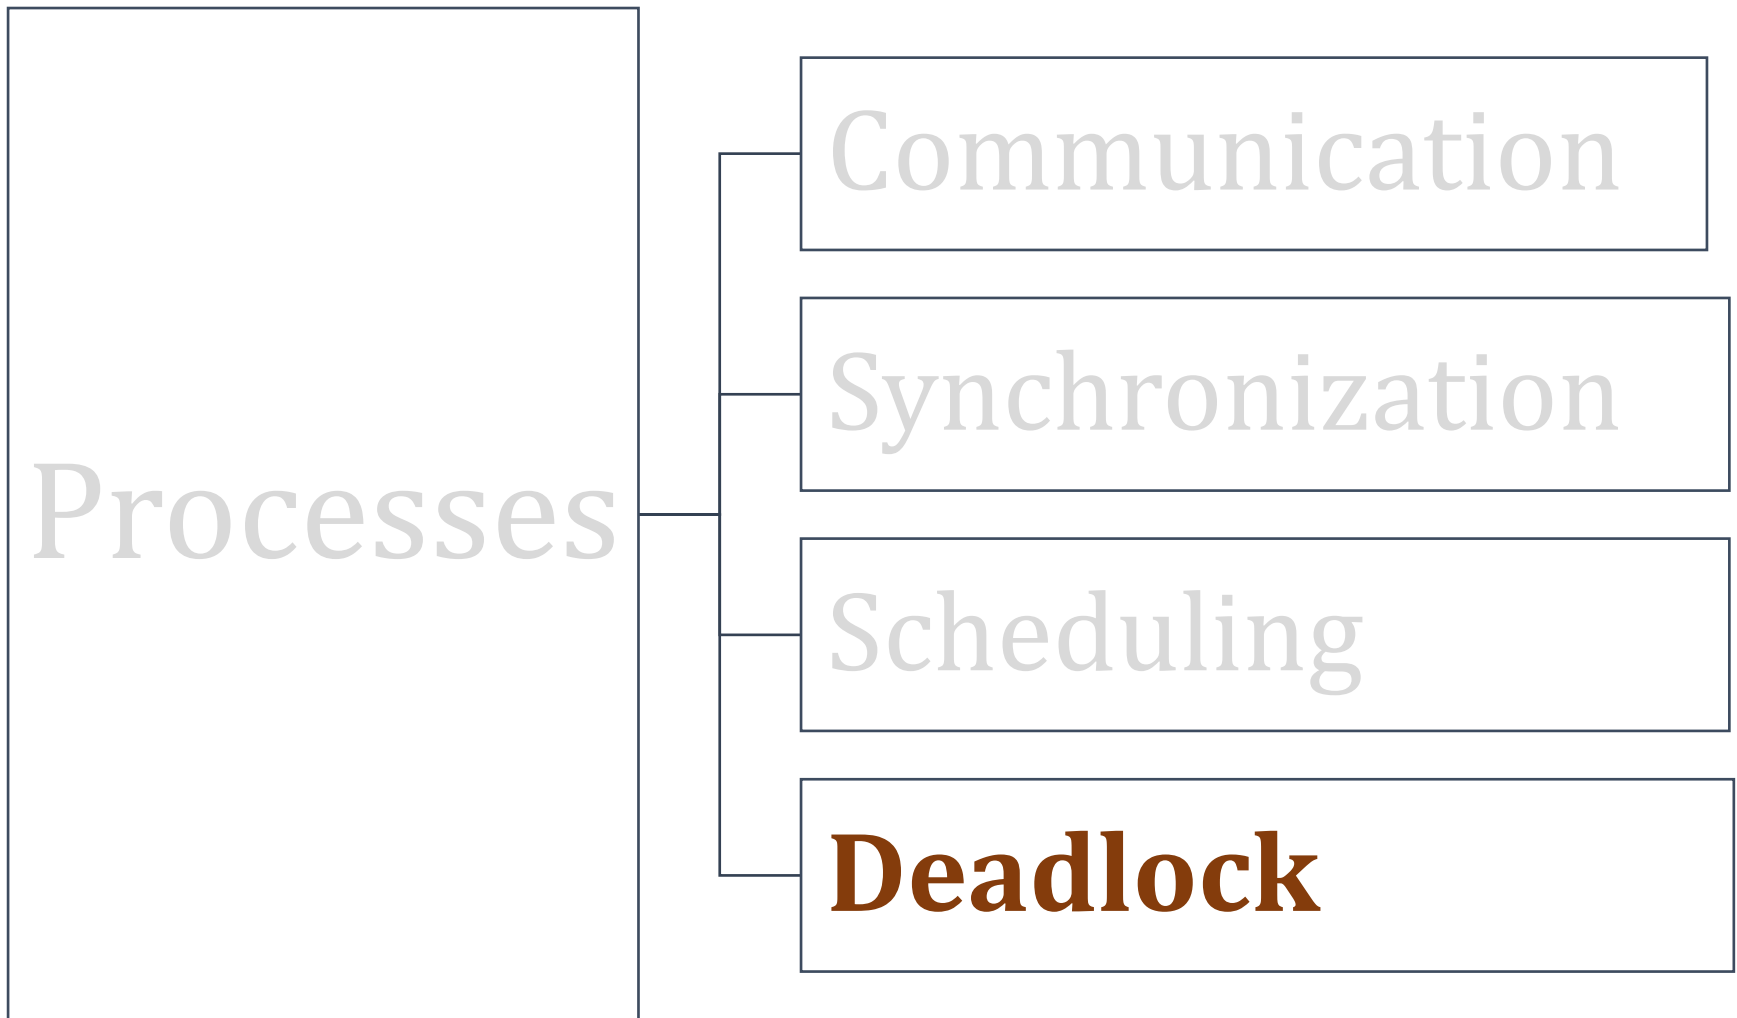 Processes
Communication
Synchronization
Scheduling
Deadlock